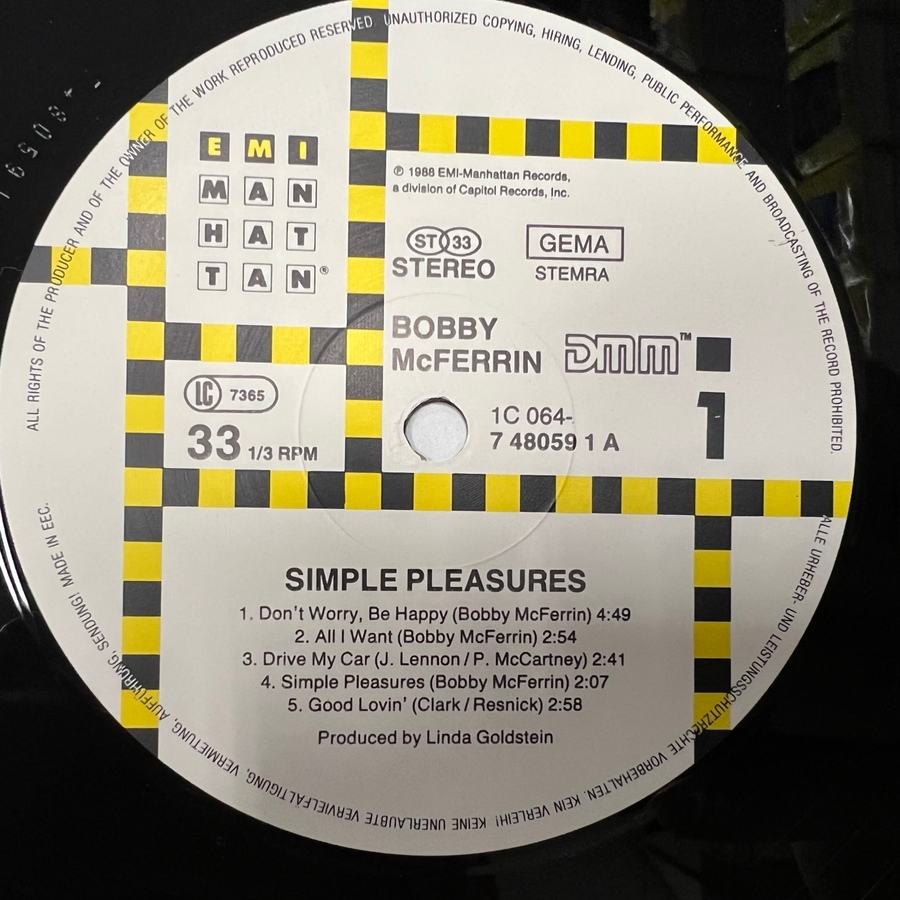 ALL RIGHTS OF THE PRODUCER AND OF THE OWNER OF THE WORK REPRODUCED RESERVED. UNAUTHORIZED COPYING, HIRING, LENDING, PUBLIC PERFORMANCE AND BROADCASTING OF THE RECORD PROHIBITED.
EMI
MAN
HAT
TAN®
℗ 1988 EMI-Manhattan Records,
a division of Capitol Records, Inc.
ST 33
STEREO
GEMA
STEMRA
BOBBY
McFERRIN
DMM™
LC 7365
33 1/3 RPM
1C 064-
7 48059 1 A
1
SIMPLE PLEASURES
1. Don't Worry, Be Happy (Bobby McFerrin) 4:49
2. All I Want (Bobby McFerrin) 2:54
3. Drive My Car (J. Lennon / P. McCartney) 2:41
4. Simple Pleasures (Bobby McFerrin) 2:07
5. Good Lovin' (Clark / Resnick) 2:58
Produced by Linda Goldstein
ALLE URHEBER- UND LEISTUNGSSCHUTZRECHTE VORBEHALTEN. KEIN VERLEIH! KEINE UNERLAUBTE VERVIELFÄLTIGUNG, VERMIETUNG, AUFFÜHRUNG, SENDUNG! MADE IN EEC.